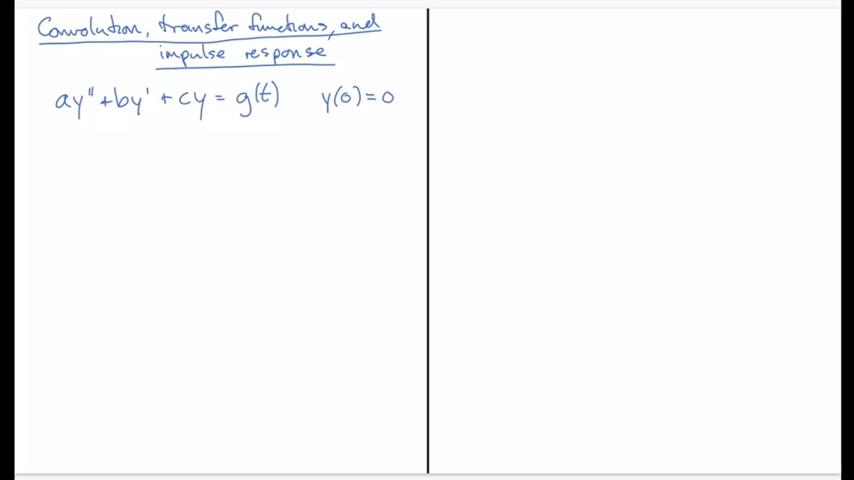 Convolution, transfer functions, and
impulse response
ay" + by' + cy = g(t) y(0) = 0